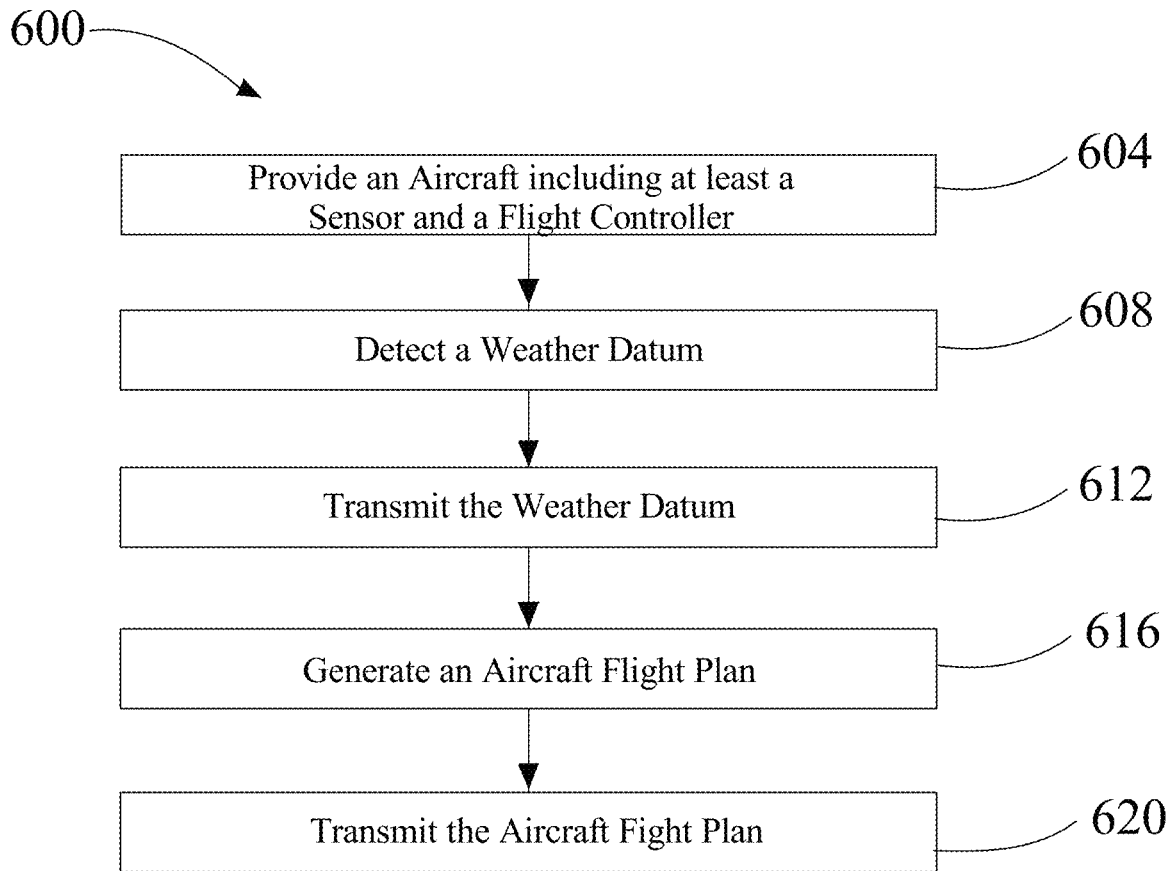 600
604
Provide an Aircraft including at least a
Sensor and a Flight Controller
608
Detect a Weather Datum
612
Transmit the Weather Datum
616
Generate an Aircraft Flight Plan
620
Transmit the Aircraft Fight Plan